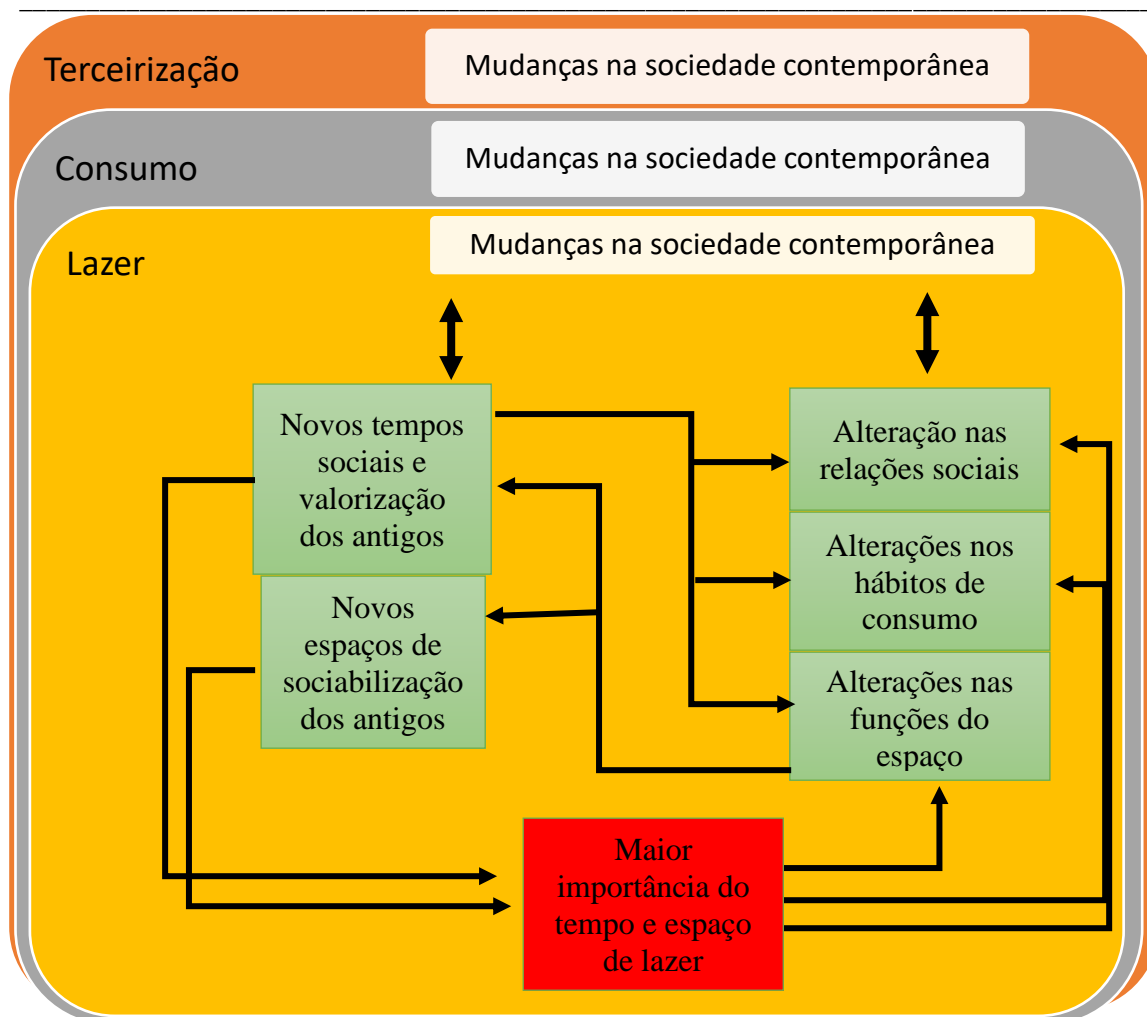 Terceirização
Mudanças na sociedade contemporânea
Consumo
Mudanças na sociedade contemporânea
Lazer
Mudanças na sociedade contemporânea
Novos tempos
sociais e
valorização
dos antigos
Novos
espaços de
sociabilização
dos antigos
Alteração nas
relações sociais
Alterações nos
hábitos de
consumo
Alterações nas
funções do
espaço
Maior
importância do
tempo e espaço
de lazer